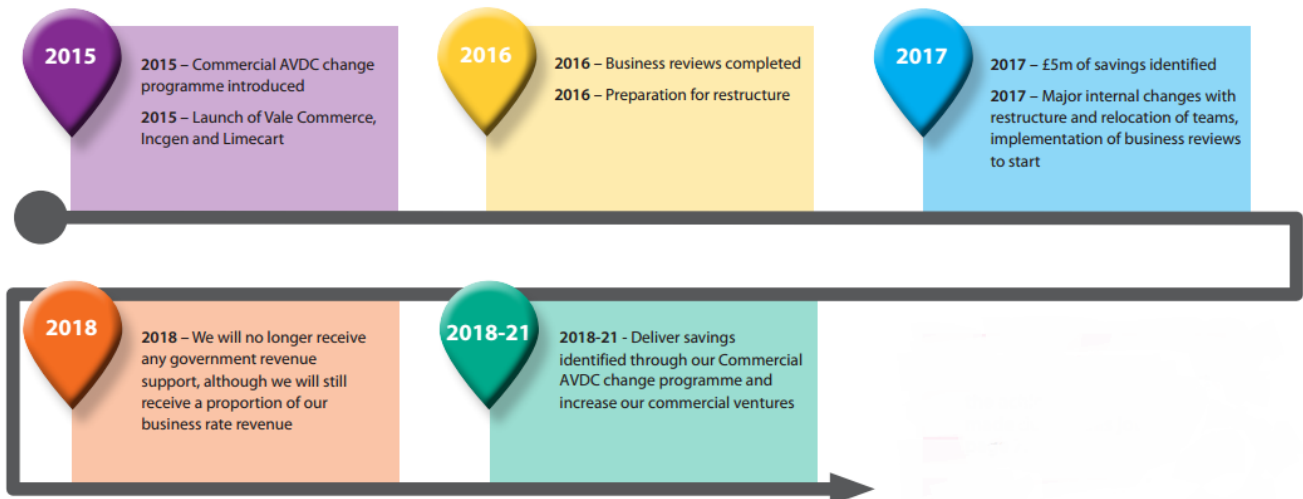 2015
2015 – Commercial AVDC change
programme introduced
2015 – Launch of Vale Commerce,
Incgen and Limecart
2016
2016 – Business reviews completed
2016 – Preparation for restructure
2017
2017 – £5m of savings identified
2017 – Major internal changes with
restructure and relocation of teams,
implementation of business reviews
to start
2018
2018 – We will no longer receive
any government revenue
support, although we will still
receive a proportion of our
business rate revenue
2018-21
2018-21 - Deliver savings
identified through our Commercial
AVDC change programme and
increase our commercial ventures